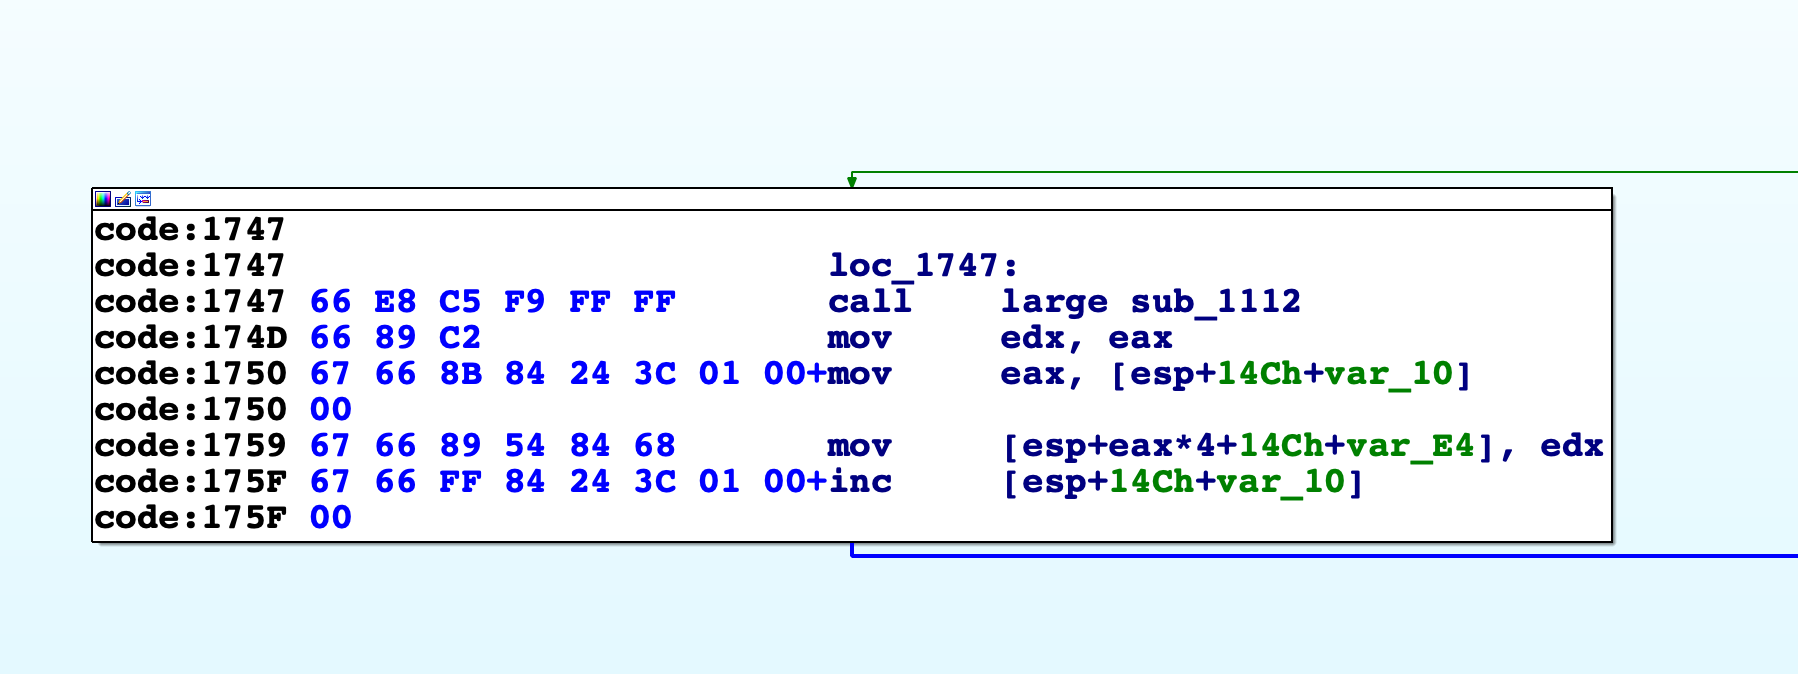 code:1747
code:1747 loc_1747:
code:1747 66 E8 C5 F9 FF FF call large sub_1112
code:174D 66 89 C2 mov edx, eax
code:1750 67 66 8B 84 24 3C 01 00+mov eax, [esp+14Ch+var_10]
code:1750 00
code:1759 67 66 89 54 84 68 mov [esp+eax*4+14Ch+var_E4], edx
code:175F 67 66 FF 84 24 3C 01 00+inc [esp+14Ch+var_10]
code:175F 00